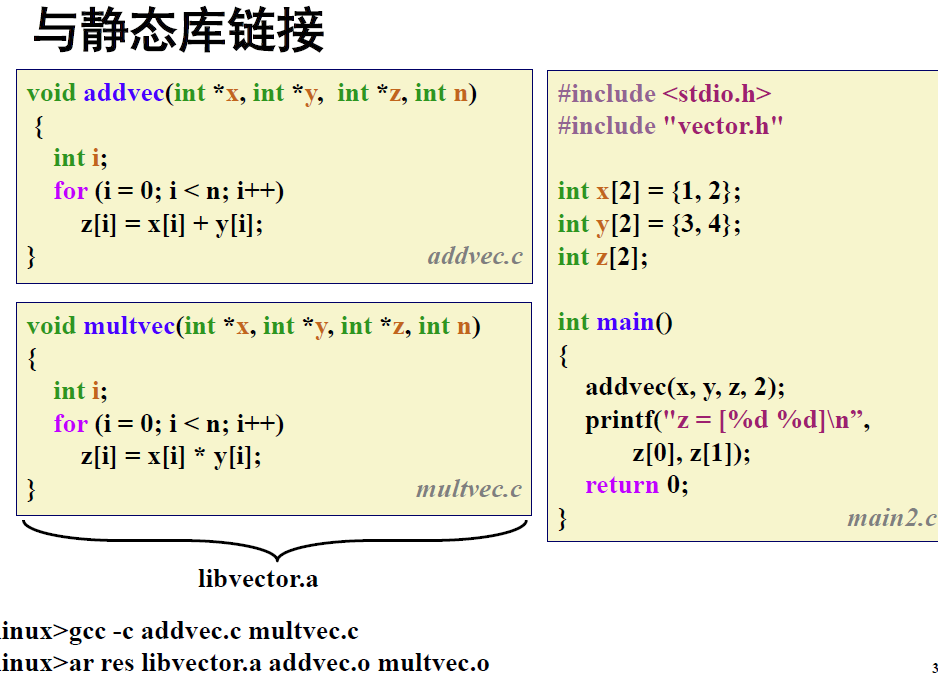 与静态库链接
void addvec(int *x, int *y, int *z, int n)
{
int i;
for (i = 0; i < n; i++)
z[i] = x[i] + y[i];
}
addvec.c
void multvec(int *x, int *y, int *z, int n)
{
int i;
for (i = 0; i < n; i++)
z[i] = x[i] * y[i];
}
multvec.c
libvector.a
#include <stdio.h>
#include "vector.h"
int x[2] = {1, 2};
int y[2] = {3, 4};
int z[2];
int main()
{
addvec(x, y, z, 2);
printf("z = [%d %d]\n”,
z[0], z[1]);
return 0;
}
main2.c
inux>gcc -c addvec.c multvec.c
inux>ar res libvector.a addvec.o multvec.o
3